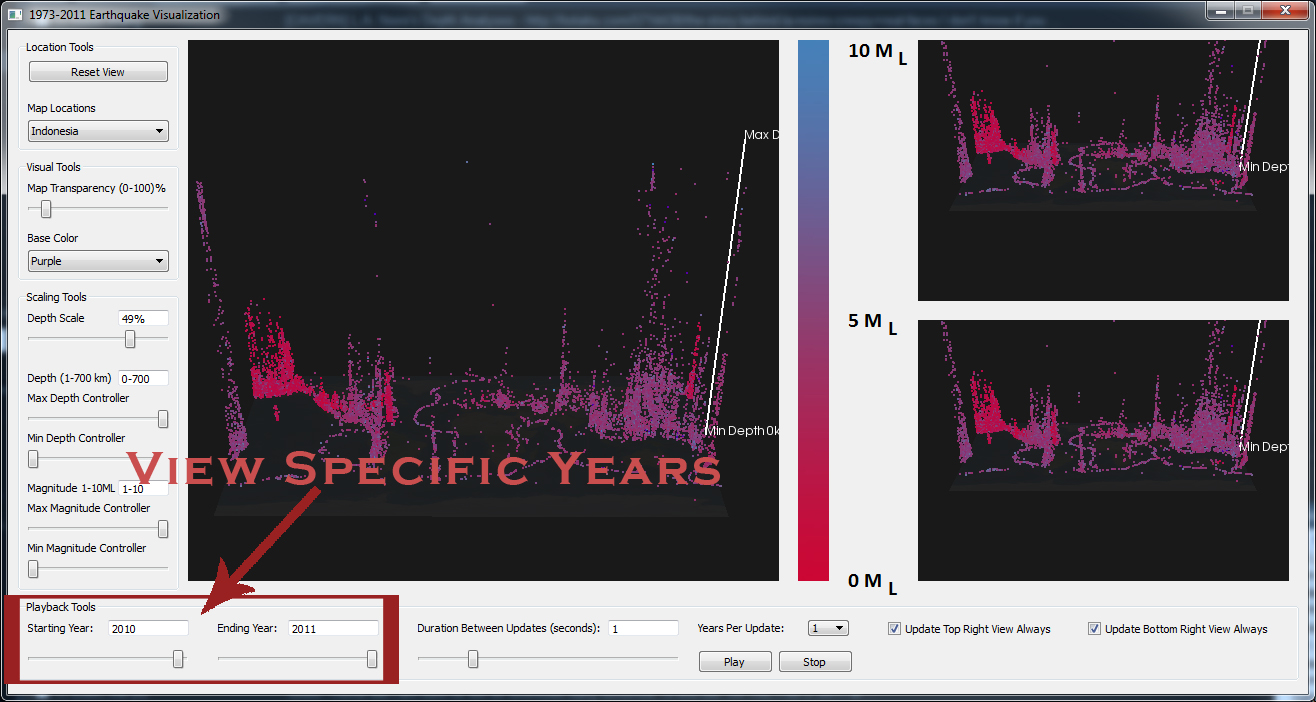 1973-2011 Earthquake Visualization
Location Tools
Reset View
Map Locations
Indonesia
Visual Tools
Map Transparency (0-100)%
Base Color
Purple
Scaling Tools
Depth Scale 49%
Depth (1-700 km) 0-700
Max Depth Controller
Min Depth Controller
Magnitude 1-10ML 1-10
Max Magnitude Controller
Min Magnitude Controller
Max D
Min Depth 0k
View Specific Years
10 M L
5 M L
0 M L
Min Dept
Min Dept
Playback Tools
Starting Year: 2010 Ending Year: 2011 Duration Between Updates (seconds): 1 Years Per Update: 1 Update Top Right View Always Update Bottom Right View Always
Play Stop